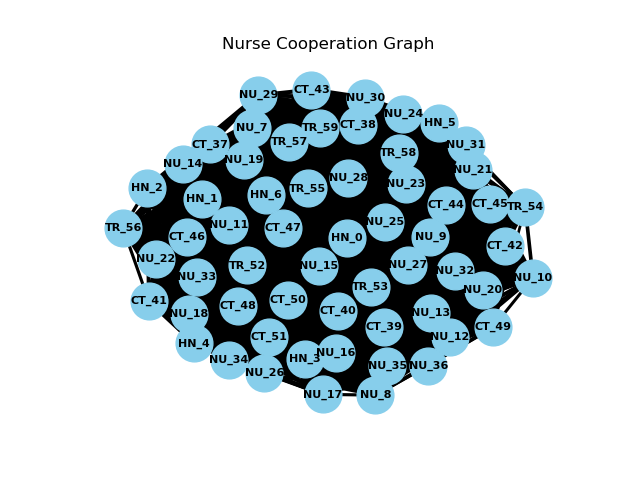 Nurse Cooperation Graph
CT_43
NU_29
NU_30
NU_24
HN_5
NU_7
TR_59
CT_38
TR_57
CT_37
NU_31
TR_58
NU_14
NU_19
NU_21
NU_28
NU_23
HN_2
TR_55
HN_6
HN_1
CT_44
CT_45
TR_54
NU_25
NU_11
CT_47
TR_56
CT_46
HN_0
NU_9
CT_42
NU_22
TR_52
NU_15
NU_27
NU_32
NU_33
NU_10
TR_53
NU_20
CT_41
CT_50
CT_48
CT_40
NU_18
NU_13
CT_39
CT_49
CT_51
NU_12
HN_4
NU_16
HN_3
NU_34
NU_35
NU_36
NU_26
NU_17
NU_8